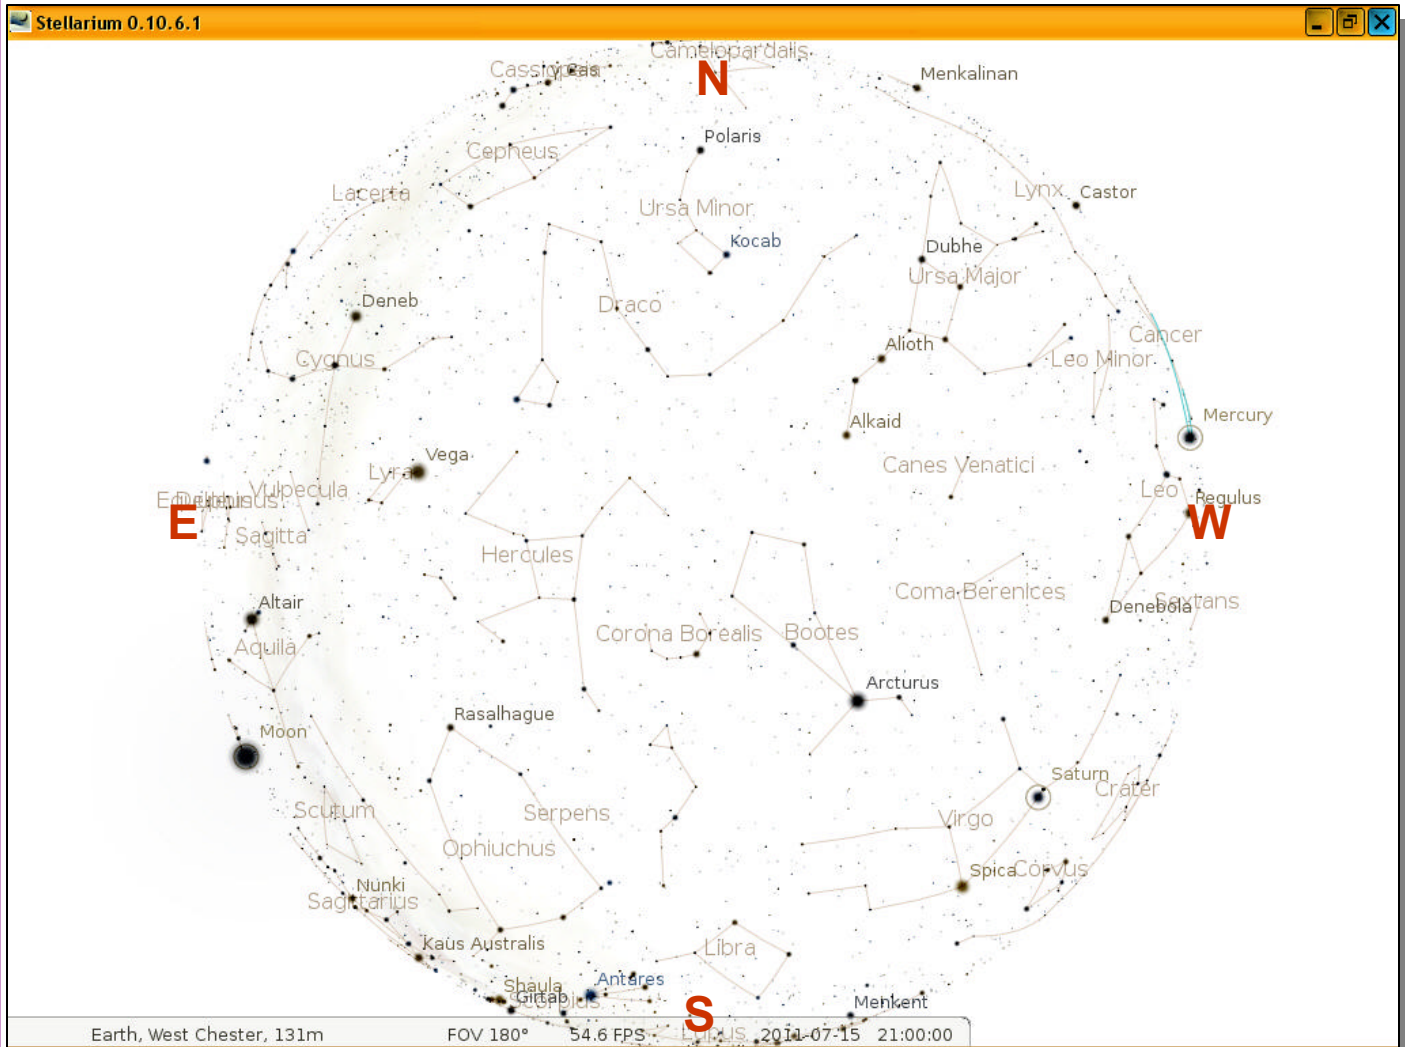 Stellarium 0.10.6.1
Camelopardalis
Cassiopeia
N
Menkalinan
Polaris
Cepheus
Lacerta
Lynx
Castor
Ursa Minor
Kocab
Dubhe
Ursa Major
Deneb
Draco
Cancer
Alioth
Leo Minor
Cygnus
Mercury
Alkaid
Vega
Lyra
Canes Venatici
Vulpecula
Leo
Regulus
E
W
Sagitta
Hercules
Coma Berenices
Altair
Denebola
Sextans
Corona Borealis
Bootes
Aquila
Arcturus
Rasalhague
Moon
Saturn
Crater
Scutum
Serpens
Virgo
Ophiuchus
Spica
Corvus
Nunki
Sagittarius
Kaus Australis
Libra
Antares
Shaula
Girtab
Scorpius
Menkent
S
Lupus
Earth, West Chester, 131m FOV 180° 54.6 FPS 2011-07-15 21:00:00